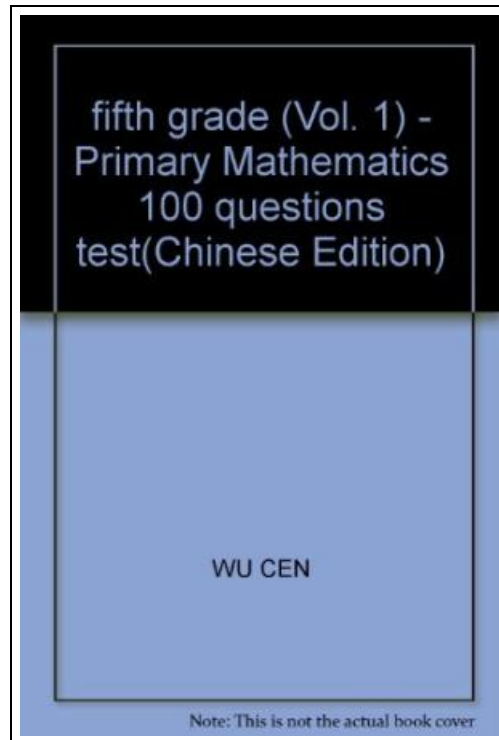 fifth grade (Vol. 1) -
Primary Mathematics
100 questions
test(Chinese Edition)
WU CEN
Note: This is not the actual book cover